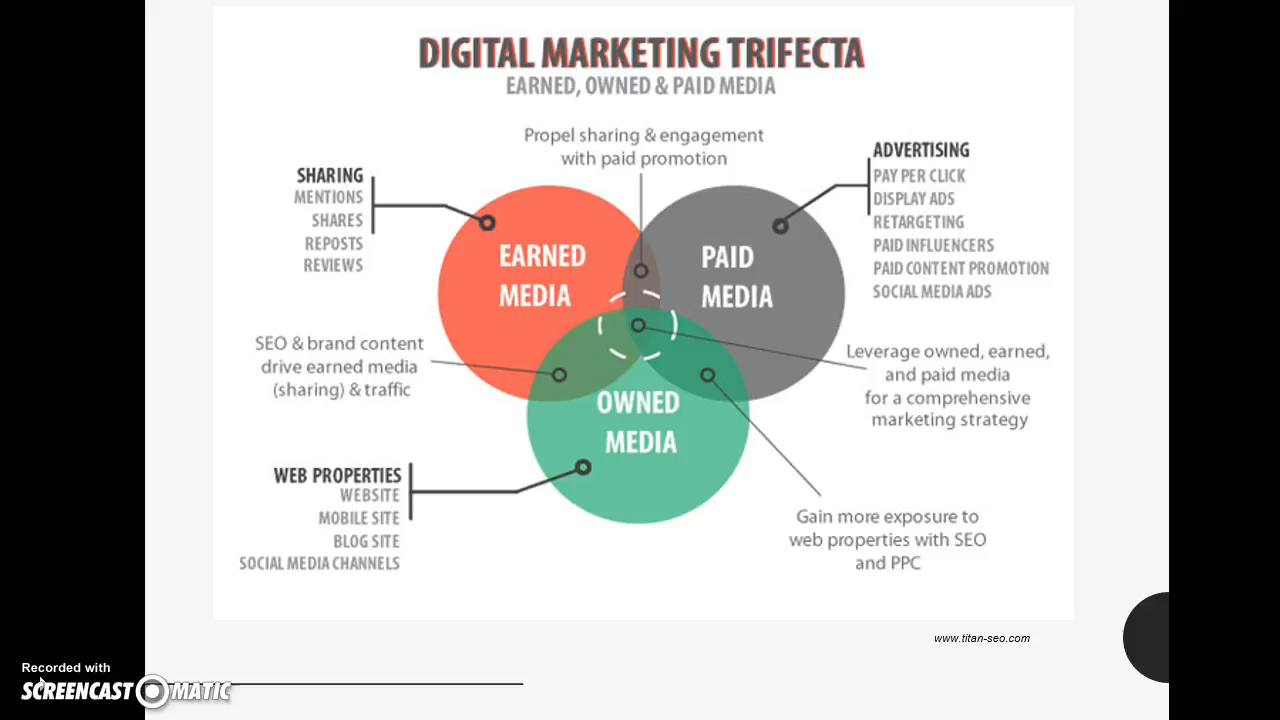 DIGITAL MARKETING TRIFECTA
EARNED, OWNED & PAID MEDIA
Propel sharing & engagement
with paid promotion
SHARING
MENTIONS
SHARES
REPOSTS
REVIEWS
ADVERTISING
PAY PER CLICK
DISPLAY ADS
RETARGETING
PAID INFLUENCERS
PAID CONTENT PROMOTION
SOCIAL MEDIA ADS
EARNED
MEDIA
PAID
MEDIA
SEO & brand content
drive earned media
(sharing) & traffic
Leverage owned, earned,
and paid media
for a comprehensive
marketing strategy
OWNED
MEDIA
WEB PROPERTIES
WEBSITE
MOBILE SITE
BLOG SITE
SOCIAL MEDIA CHANNELS
Gain more exposure to
web properties with SEO
and PPC
www.titan-seo.com
Recorded with
SCREENCAST MATIC